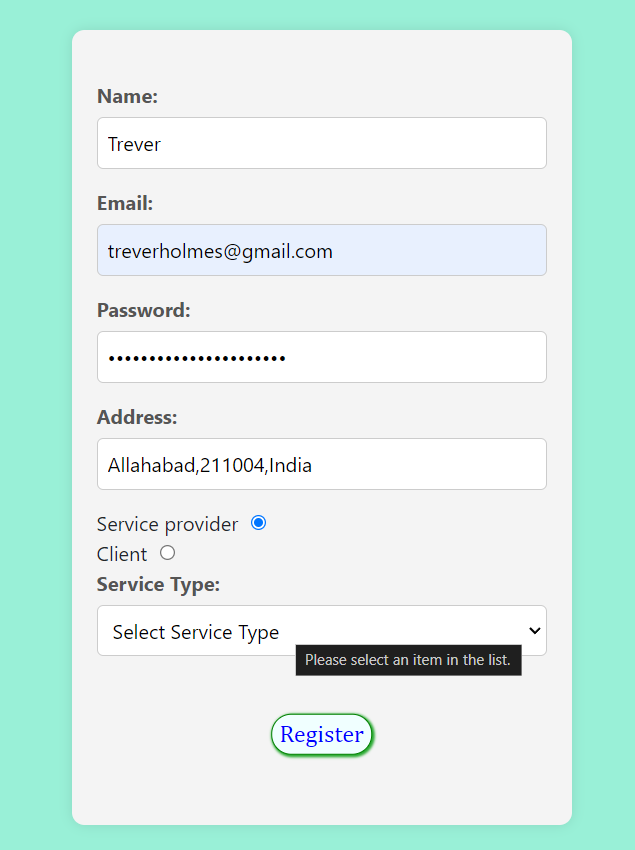 Name:
Trever
Email:
treverholmes@gmail.com
Password:
••••••••••••••••••••••
Address:
Allahabad,211004,India
Service provider
Client
Service Type:
Select Service Type
Please select an item in the list.
Register